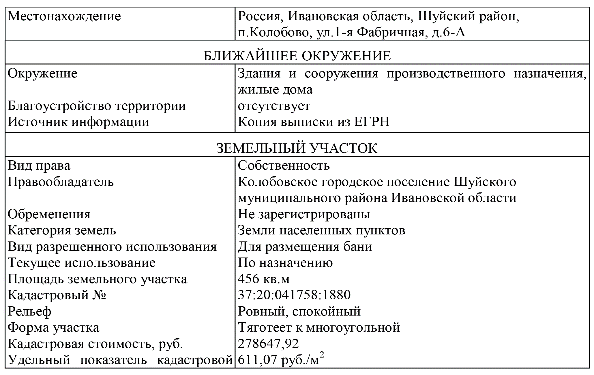 Местонахождение Россия, Ивановская область, Шуйский район,
п.Колобово, ул.1-я Фабричная, д.6-А
БЛИЖАЙШЕЕ ОКРУЖЕНИЕ
Окружение Здания и сооружения производственного назначения,
жилые дома
Благоустройство территории отсутствует
Источник информации Копия выписки из ЕГРН
ЗЕМЕЛЬНЫЙ УЧАСТОК
Вид права Собственность
Правообладатель Колобовское городское поселение Шуйского
муниципального района Ивановской области
Обременения Не зарегистрированы
Категория земель Земли населенных пунктов
Вид разрешенного использования Для размещения бани
Текущее использование По назначению
Площадь земельного участка 456 кв.м
Кадастровый № 37:20:041758:1880
Рельеф Ровный, спокойный
Форма участка Тяготеет к многоугольной
Кадастровая стоимость, руб. 278647,92
Удельный показатель кадастровой 611,07 руб./м²